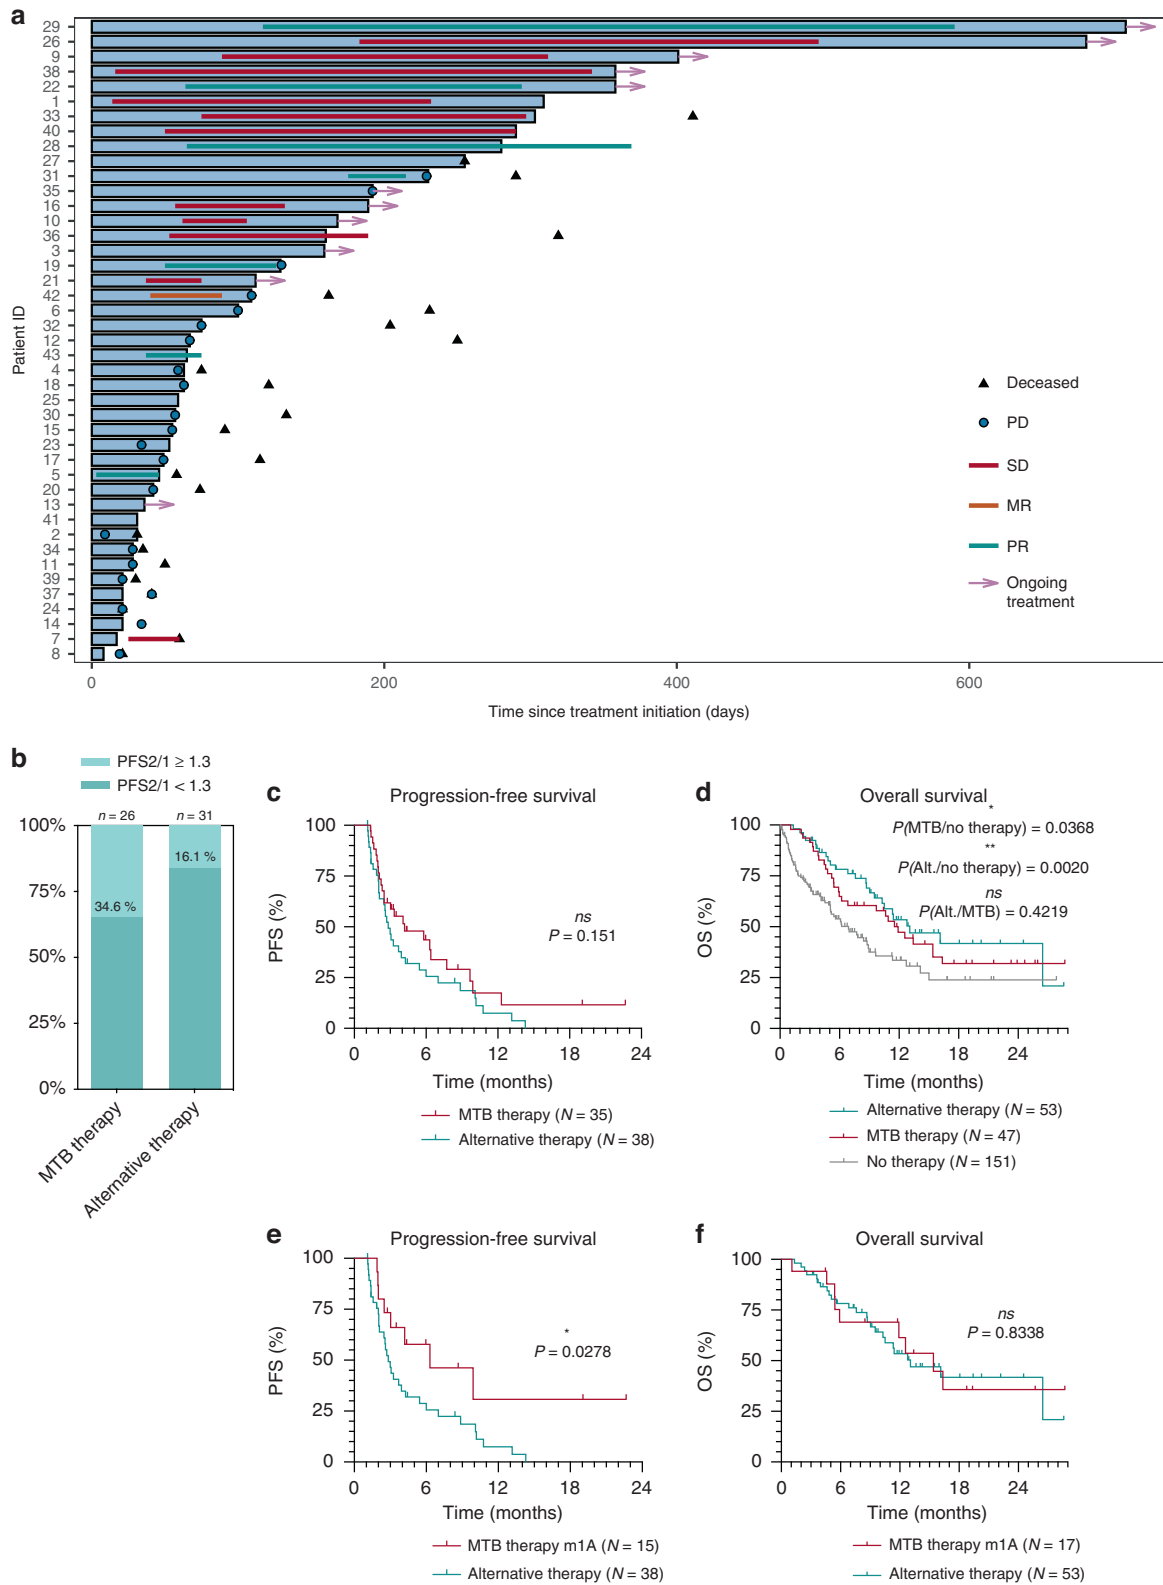 a
29
26
9
38
22
1
33
40
28
27
31
35
16
10
36
3
19
21
42
6
32
12
43
4
18
25
30
15
23
17
5
20
13
41
2
34
11
39
37
24
14
7
8
Patient ID
Deceased
PD
SD
MR
PR
Ongoing
treatment
0 200 400 600
Time since treatment initiation (days)
b
PFS2/1 ≥ 1.3
PFS2/1 < 1.3
n = 26 n = 31
100%
75%
50%
25%
0%
34.6 %
16.1 %
MTB therapy
Alternative therapy
c
Progression-free survival
PFS (%)
100
75
50
25
0
ns
P = 0.151
0 6 12 18 24
Time (months)
MTB therapy (N = 35)
Alternative therapy (N = 38)
d
Overall survival
*
P(MTB/no therapy) = 0.0368
**
P(Alt./no therapy) = 0.0020
ns
P(Alt./MTB) = 0.4219
OS (%)
100
75
50
25
0
0 6 12 18 24
Time (months)
Alternative therapy (N = 53)
MTB therapy (N = 47)
No therapy (N = 151)
e
Progression-free survival
PFS (%)
100
75
50
25
0
*
P = 0.0278
0 6 12 18 24
Time (months)
MTB therapy m1A (N = 15)
Alternative therapy (N = 38)
f
Overall survival
OS (%)
100
75
50
25
0
ns
P = 0.8338
0 6 12 18 24
Time (months)
MTB therapy m1A (N = 17)
Alternative therapy (N = 53)